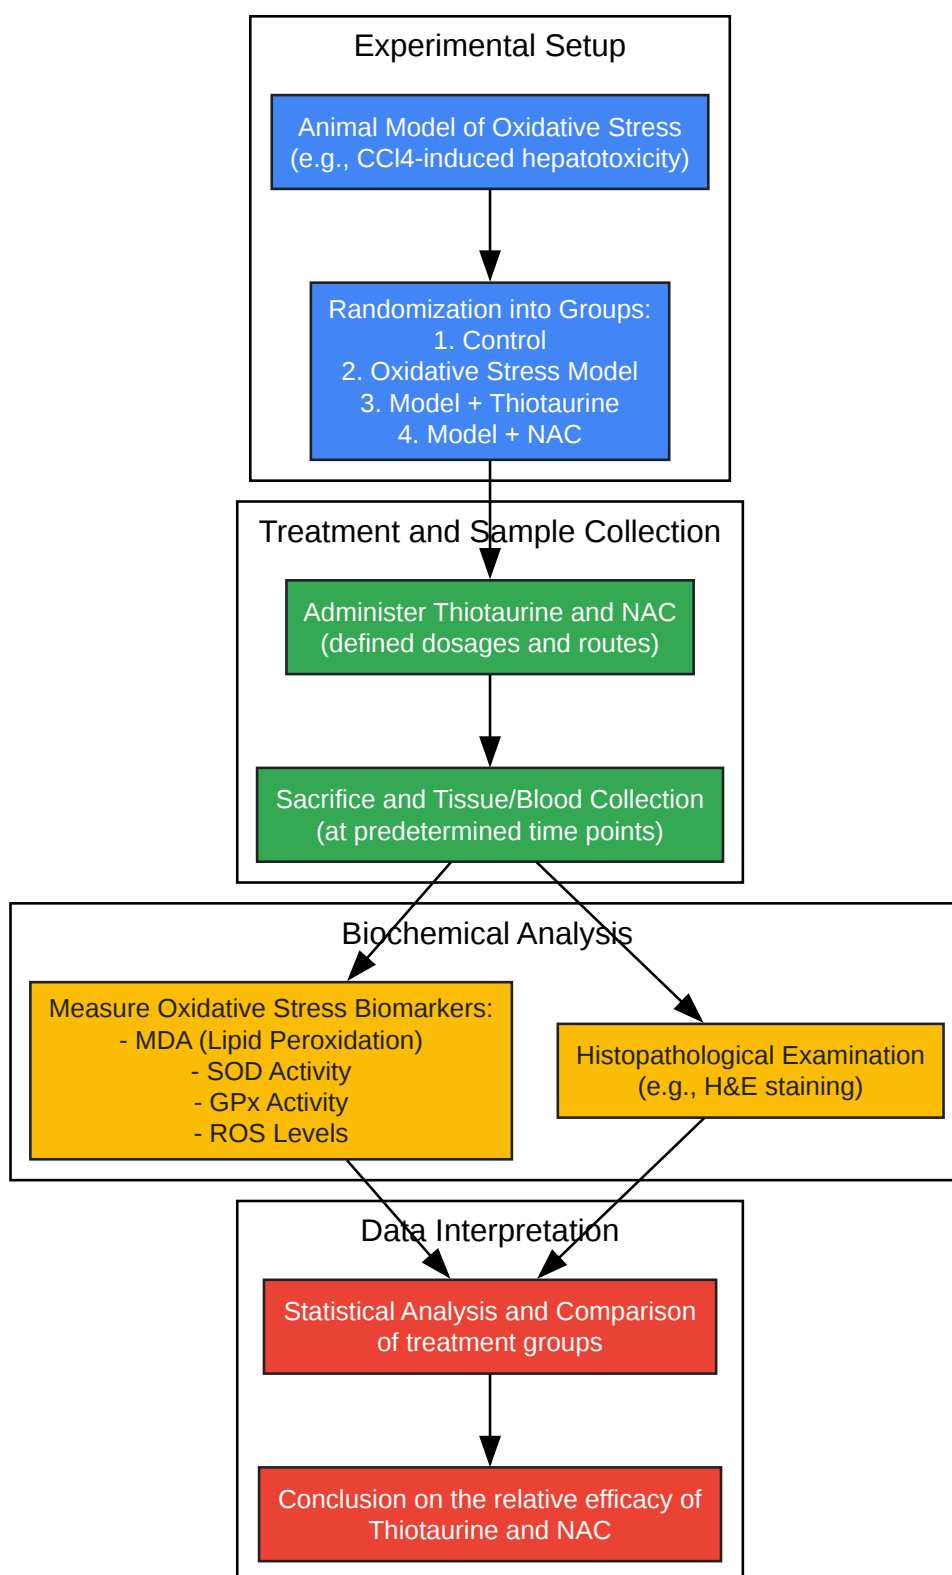 Experimental Setup
Animal Model of Oxidative Stress
(e.g., CCl4-induced hepatotoxicity)
Randomization into Groups:
1. Control
2. Oxidative Stress Model
3. Model + Thiotaurine
4. Model + NAC
Treatment and Sample Collection
Administer Thiotaurine and NAC
(defined dosages and routes)
Sacrifice and Tissue/Blood Collection
(at predetermined time points)
Biochemical Analysis
Measure Oxidative Stress Biomarkers:
- MDA (Lipid Peroxidation)
- SOD Activity
- GPx Activity
- ROS Levels
Histopathological Examination
(e.g., H&E staining)
Data Interpretation
Statistical Analysis and Comparison
of treatment groups
Conclusion on the relative efficacy of
Thiotaurine and NAC